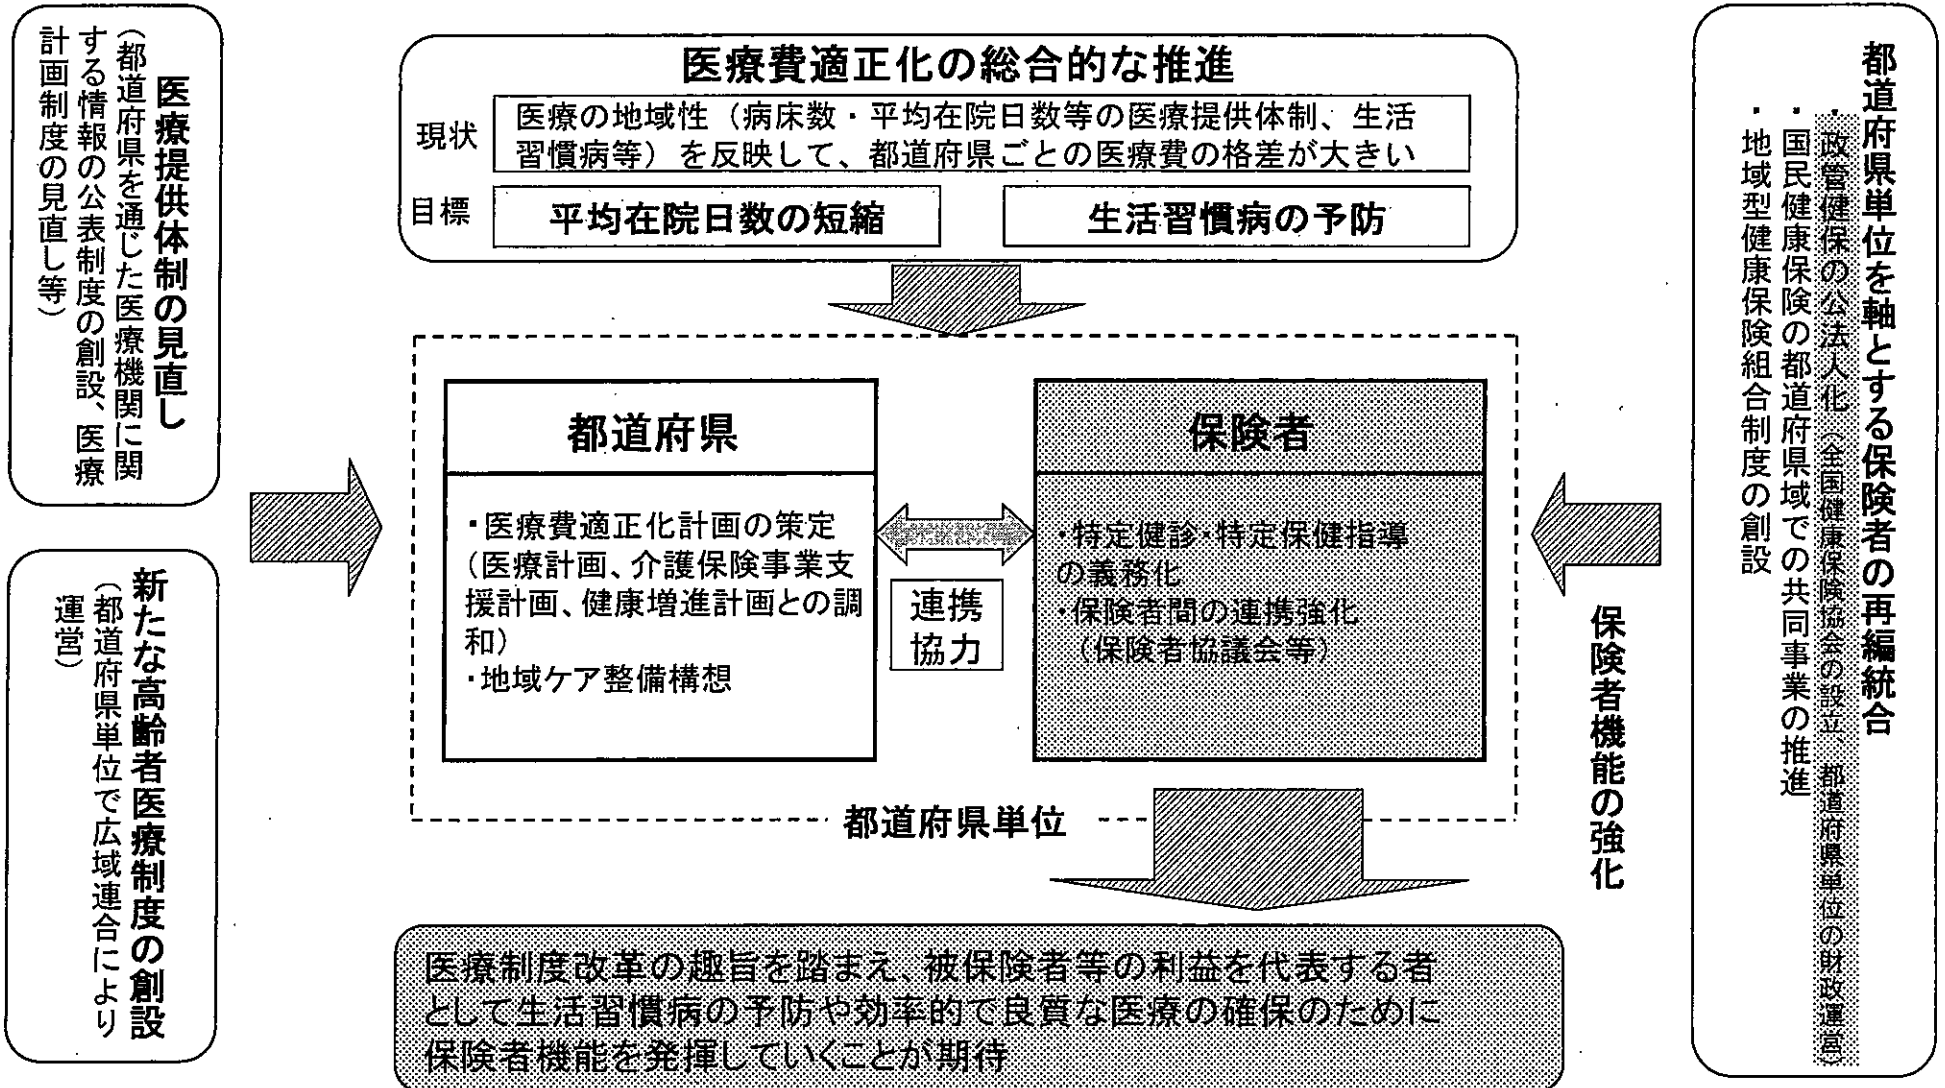 医療費適正化の総合的な推進
現状
医療の地域性（病床数・平均在院日数等の医療提供体制、生活
習慣病等）を反映して、都道府県ごとの医療費の格差が大きい
目標
平均在院日数の短縮
生活習慣病の予防
医療提供体制の見直し
（都道府県を通じた医療機関に関
する情報の公表制度の創設、医療
計画制度の見直し等）
新たな高齢者医療制度の創設
（都道府県単位で広域連合により
運営）
都道府県
・医療費適正化計画の策定
（医療計画、介護保険事業支
援計画、健康増進計画との調
和）
・地域ケア整備構想
連携
協力
保険者
・特定健診・特定保健指導
の義務化
・保険者間の連携強化
（保険者協議会等）
都道府県単位
保険者機能の強化
都道府県単位を軸とする保険者の再編統合
・政管健保の公法人化（全国健康保険協会の設立、都道府県単位の財政運営）
・国民健康保険の都道府県域での共同事業の推進
・地域型健康保険組合制度の創設
医療制度改革の趣旨を踏まえ、被保険者等の利益を代表する者
として生活習慣病の予防や効率的で良質な医療の確保のために
保険者機能を発揮していくことが期待